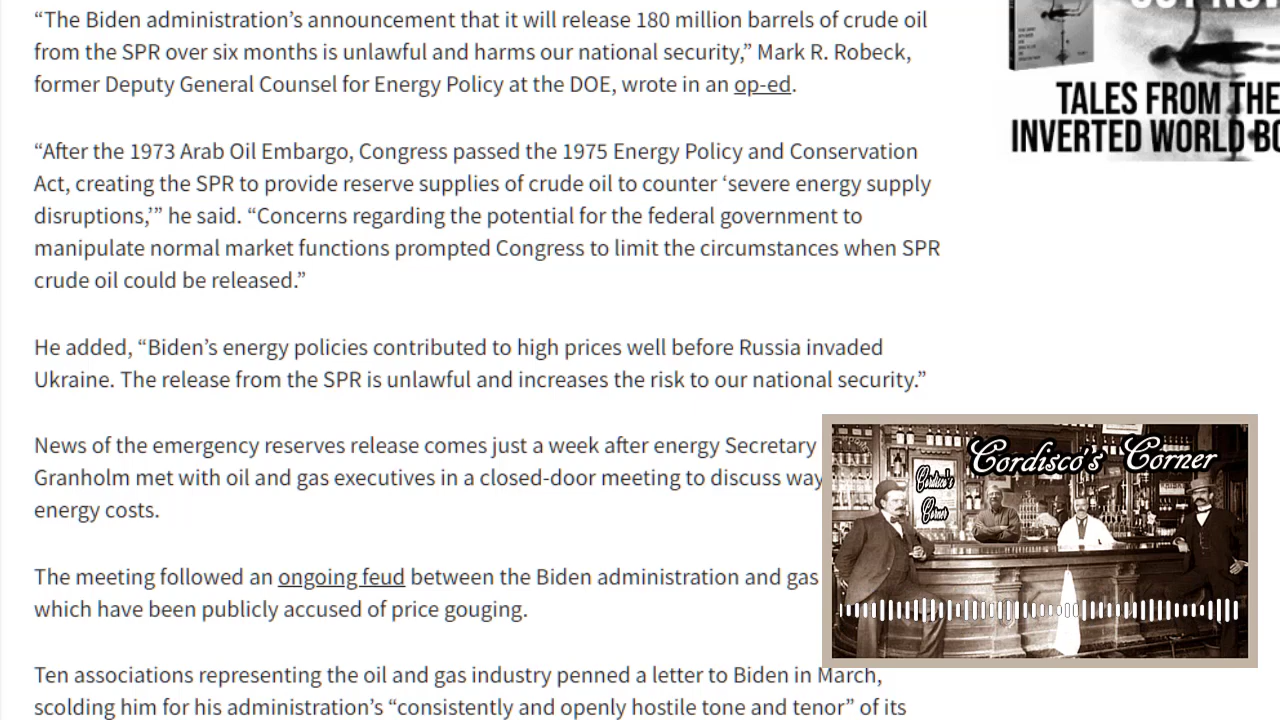 “The Biden administration’s announcement that it will release 180 million barrels of crude oil
from the SPR over six months is unlawful and harms our national security,” Mark R. Robeck,
former Deputy General Counsel for Energy Policy at the DOE, wrote in an op-ed.
“After the 1973 Arab Oil Embargo, Congress passed the 1975 Energy Policy and Conservation
Act, creating the SPR to provide reserve supplies of crude oil to counter ‘severe energy supply
disruptions,’” he said. “Concerns regarding the potential for the federal government to
manipulate normal market functions prompted Congress to limit the circumstances when SPR
crude oil could be released.”
He added, “Biden’s energy policies contributed to high prices well before Russia invaded
Ukraine. The release from the SPR is unlawful and increases the risk to our national security.”
News of the emergency reserves release comes just a week after energy Secretary
Granholm met with oil and gas executives in a closed-door meeting to discuss way
energy costs.
The meeting followed an ongoing feud between the Biden administration and gas
which have been publicly accused of price gouging.
Ten associations representing the oil and gas industry penned a letter to Biden in March,
scolding him for his administration’s “consistently and openly hostile tone and tenor” of its
TALES FROM THE
INVERTED WORLD
Cordisco's Corner
Cordisco's
Corner